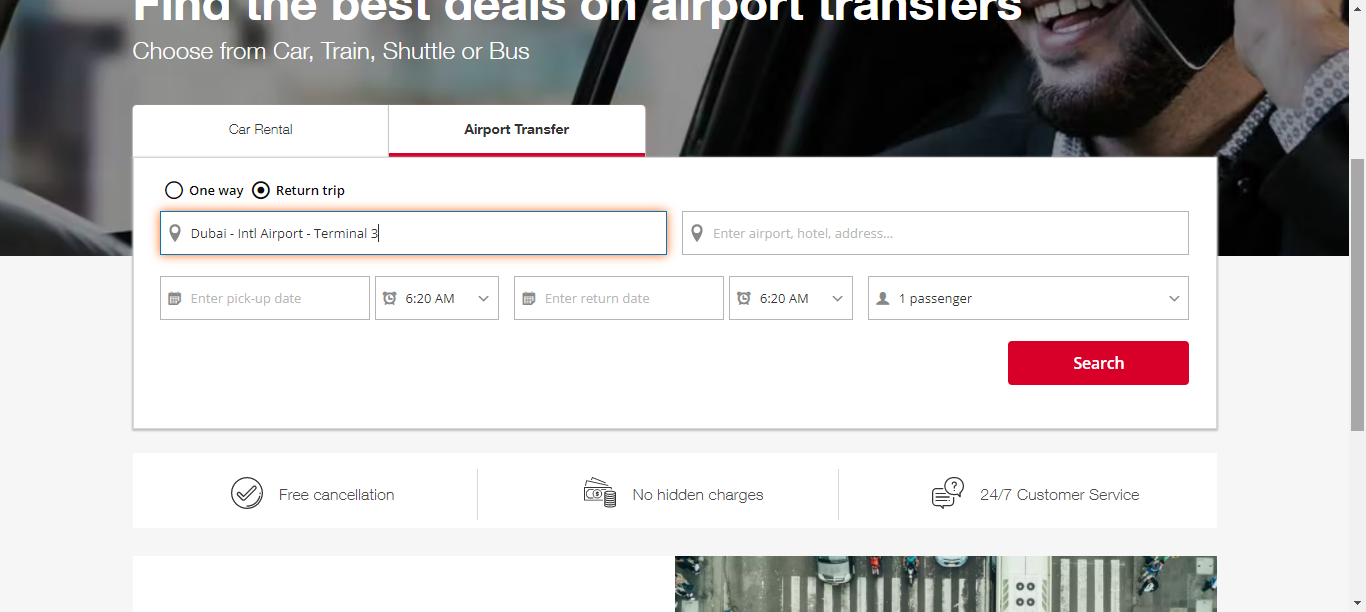 Find the best deals on airport transfers
Choose from Car, Train, Shuttle or Bus
Car Rental
Airport Transfer
One way
Return trip
Dubai - Intl Airport - Terminal 3
Enter airport, hotel, address...
Enter pick-up date
6:20 AM
Enter return date
6:20 AM
1 passenger
Search
Free cancellation
No hidden charges
24/7 Customer Service